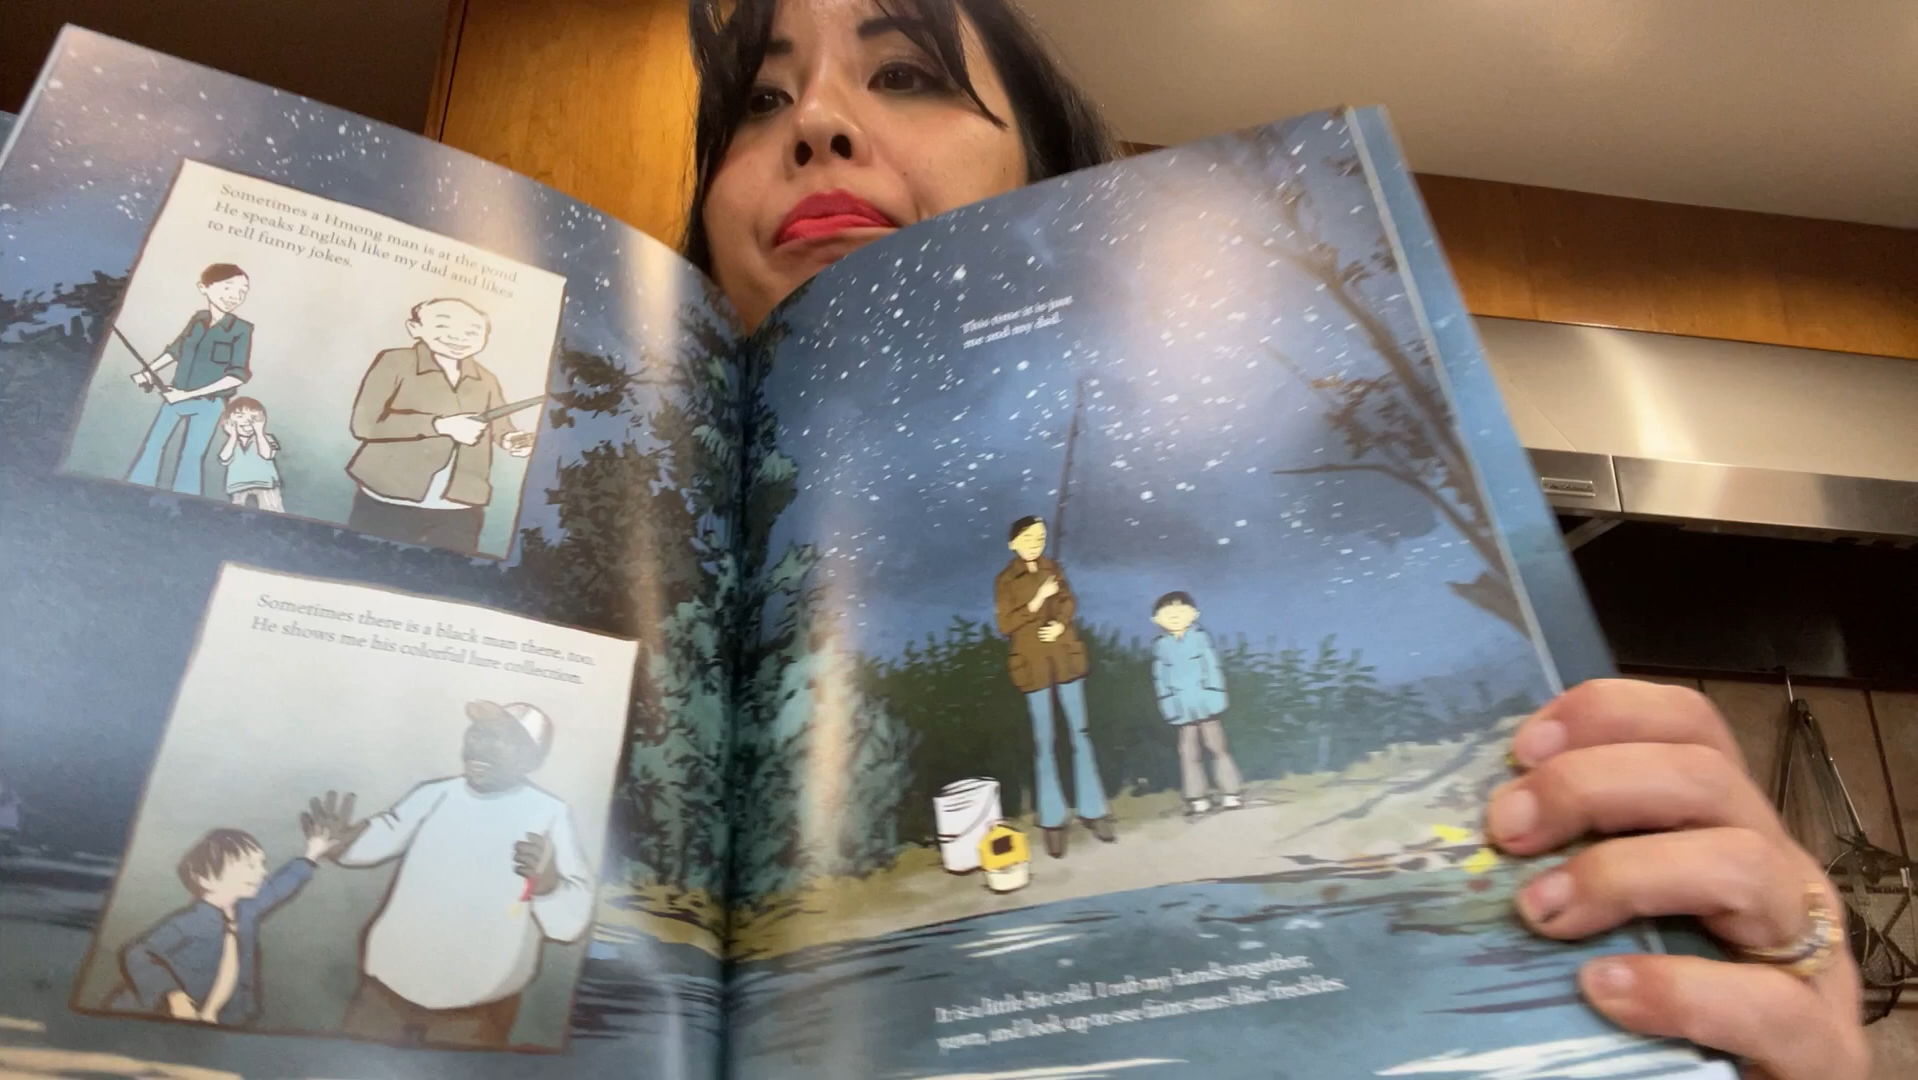 Sometimes a Hmong man is at the pond
He speaks English like my dad and likes
to tell funny jokes.
Sometimes there is a black man there, too.
He shows me his colorful lure collection.
This time it is just
me and my dad.
It is a little bit cold. I rub my hands together,
yawn, and look up to see faint stars like freckles.